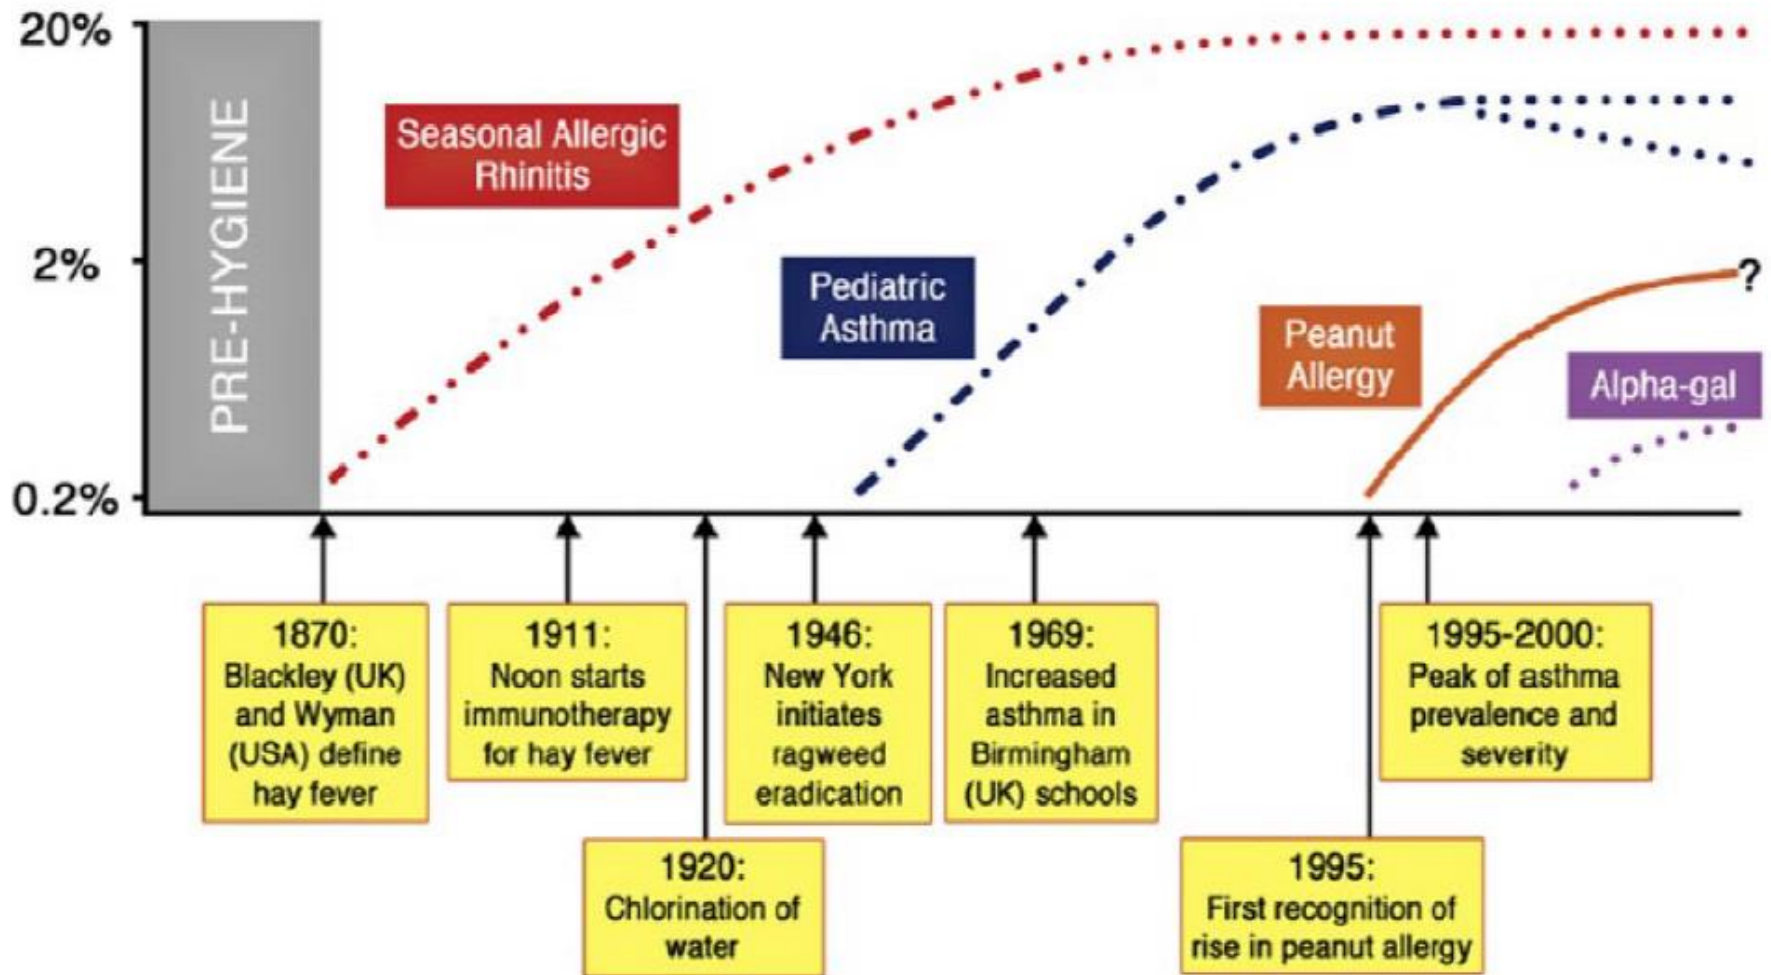 20%
2%
0.2%
PRE-HYGIENE
Seasonal Allergic
Rhinitis
Pediatric
Asthma
Peanut
Allergy
Alpha-gal
?
1870:
Blackley (UK)
and Wyman
(USA) define
hay fever
1911:
Noon starts
immunotherapy
for hay fever
1920:
Chlorination of
water
1946:
New York
initiates
ragweed
eradication
1969:
Increased
asthma in
Birmingham
(UK) schools
1995:
First recognition of
rise in peanut allergy
1995-2000:
Peak of asthma
prevalence and
severity